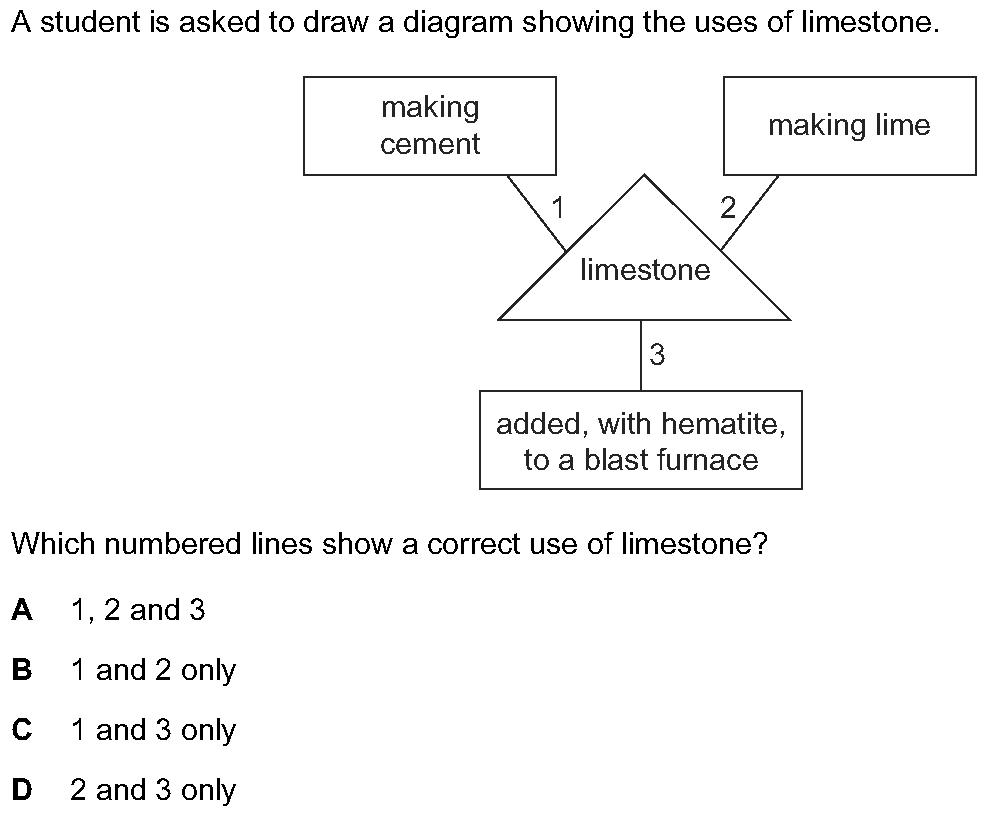 A student is asked to draw a diagram showing the uses of limestone.
making
cement
making lime
1
2
limestone
3
added, with hematite,
to a blast furnace
Which numbered lines show a correct use of limestone?
A 1, 2 and 3
B 1 and 2 only
C 1 and 3 only
D 2 and 3 only